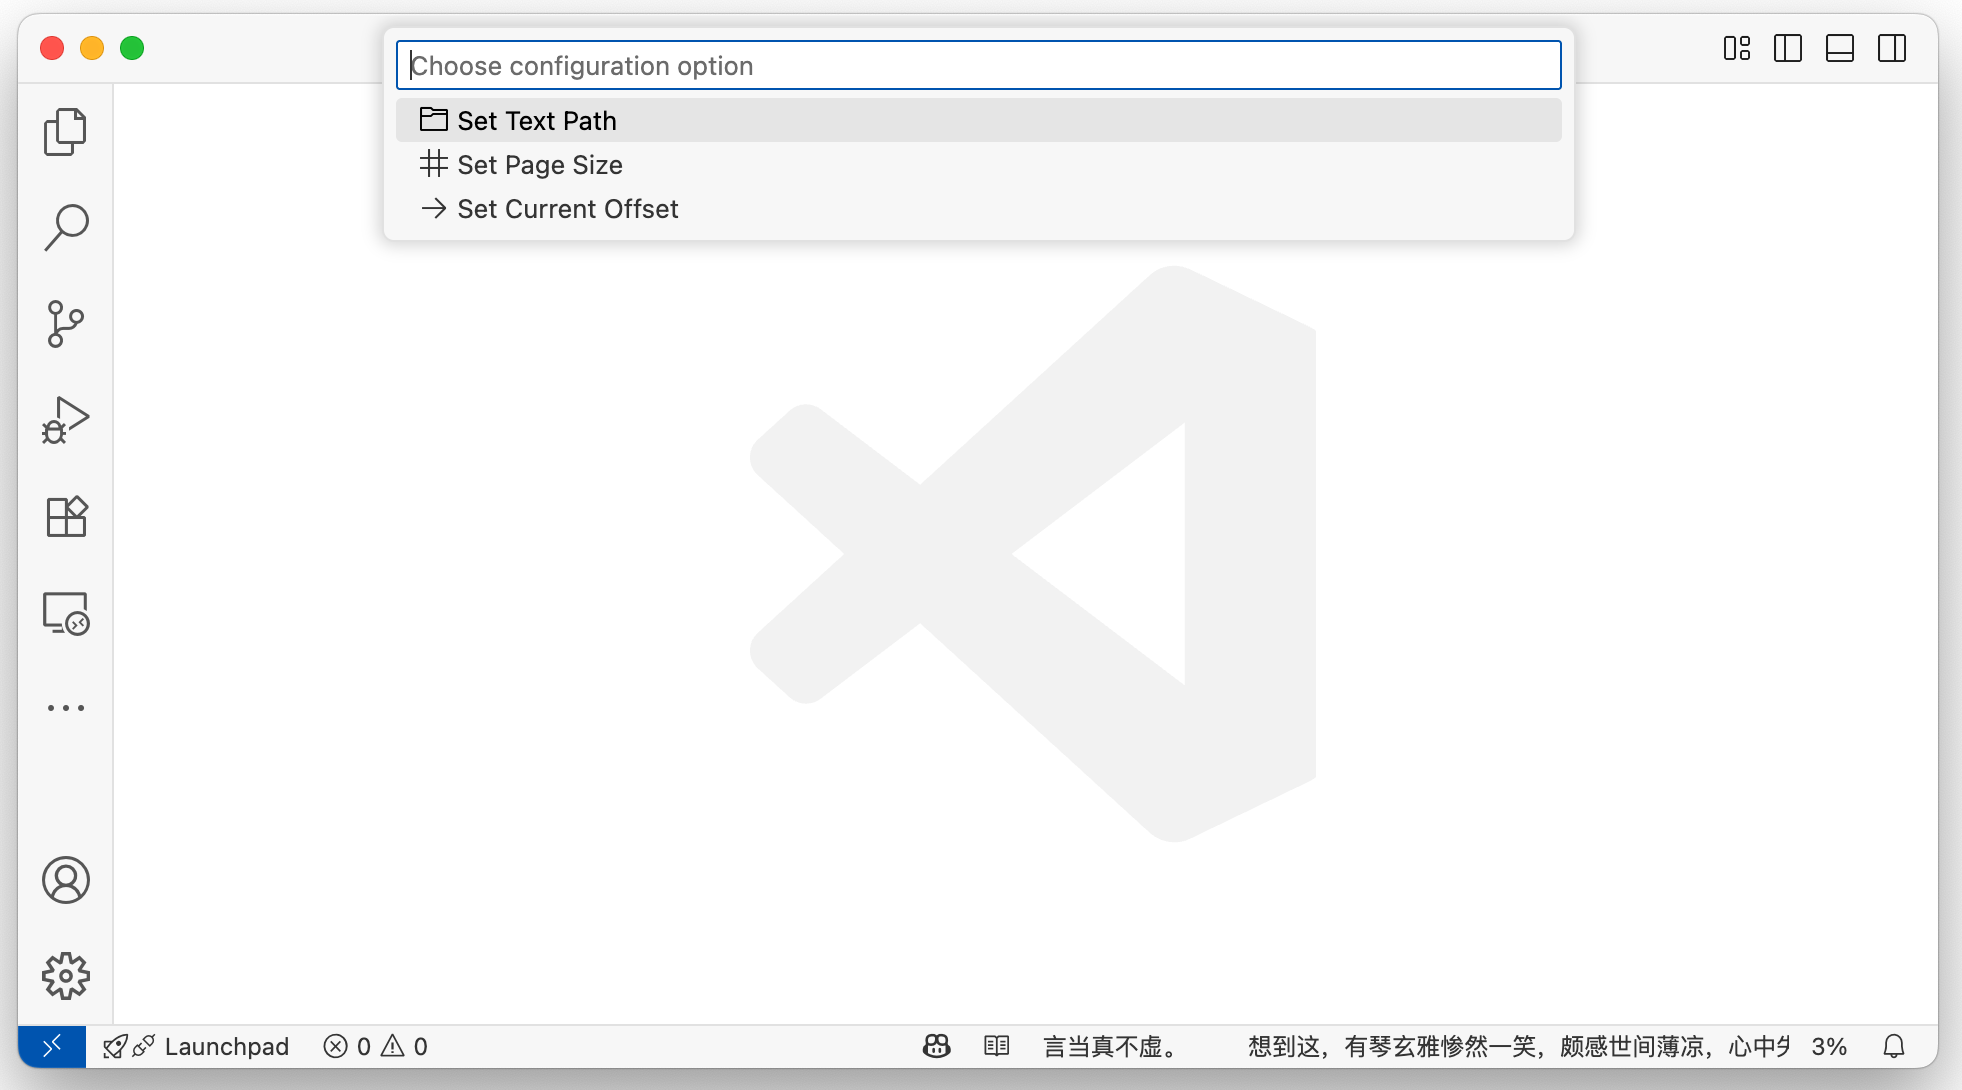 Choose configuration option
Set Text Path
Set Page Size
Set Current Offset
Launchpad 0 0 言当真不虚。 想到这，有琴玄雅惨然一笑，颇感世间薄凉，心中 3%